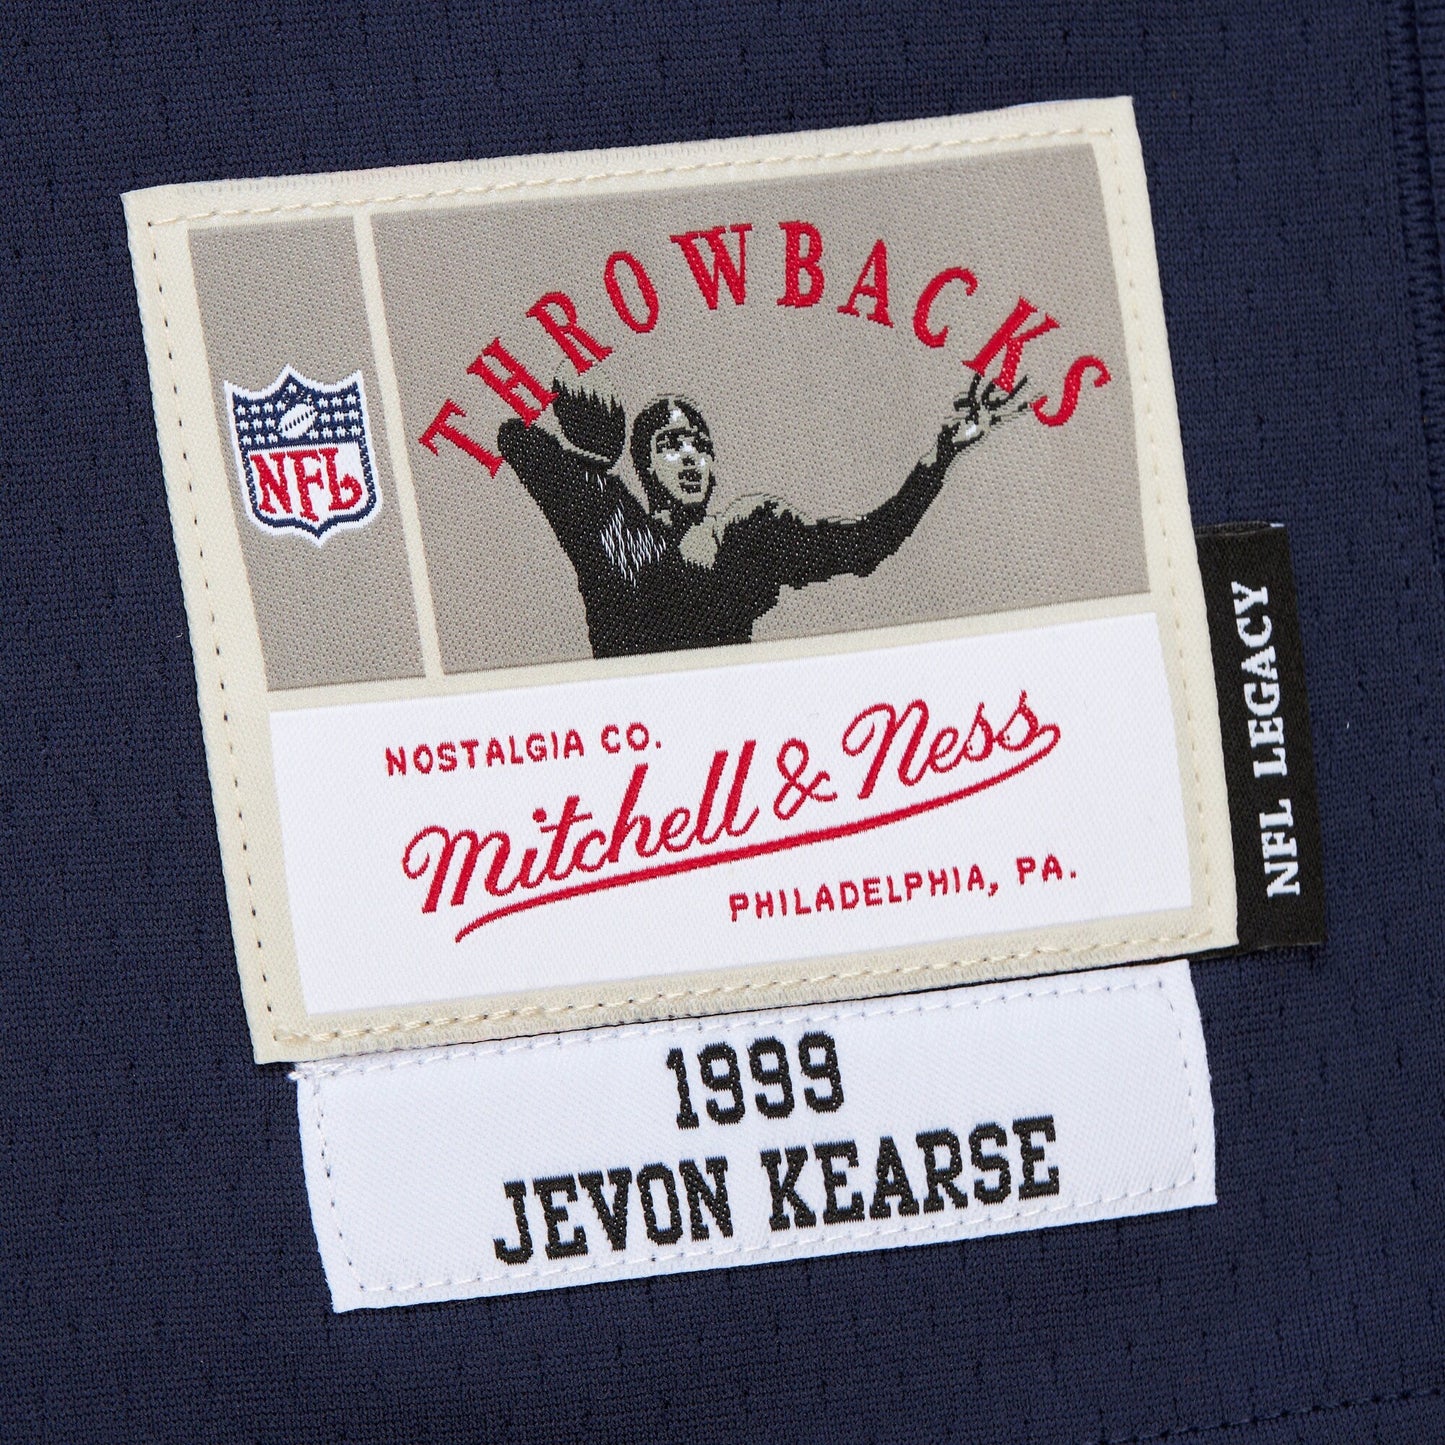 THROWBACKS
NFL
NOSTALGIA CO.
Mitchell & Ness
PHILADELPHIA, PA.
NFL LEGACY
1999
JEVON KEARSE